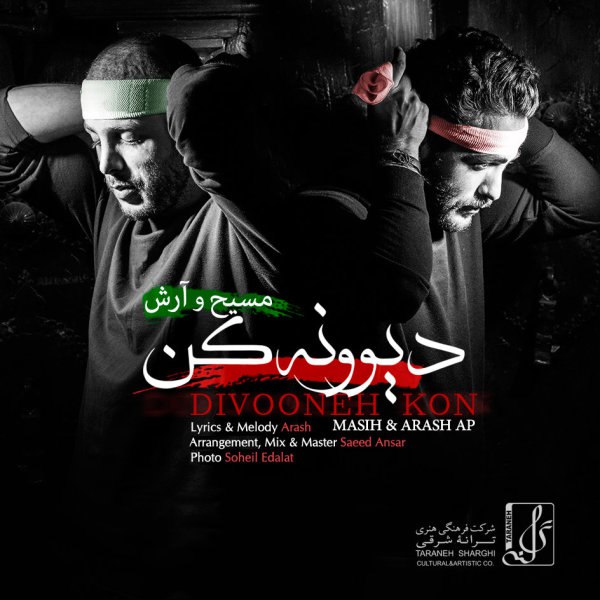 مسیح و آرش
دیوونه کن
DIVOONEH KON
Lyrics & Melody Arash
MASIH & ARASH AP
Arrangement, Mix & Master Saeed Ansar
Photo Soheil Edalat
شرکت فرهنگی هنری
ترانهٔ شرقی
TARANEH SHARGHI
CULTURAL&ARTISTIC CO.
TARANEH